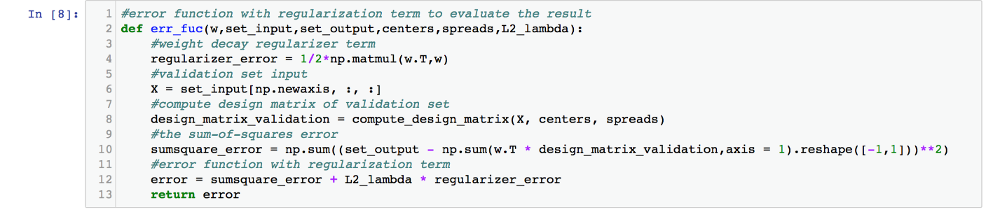 In [8]:
1 #error function with regularization term to evaluate the result
2 def err_fuc(w,set_input,set_output,centers,spreads,L2_lambda):
3     #weight decay regularizer term
4     regularizer_error = 1/2*np.matmul(w.T,w)
5     #validation set input
6     X = set_input[np.newaxis, :, :]
7     #compute design matrix of validation set
8     design_matrix_validation = compute_design_matrix(X, centers, spreads)
9     #the sum-of-squares error
10     sumsquare_error = np.sum((set_output - np.sum(w.T * design_matrix_validation,axis = 1).reshape([-1,1]))**2)
11     #error function with regularization term
12     error = sumsquare_error + L2_lambda * regularizer_error
13     return error